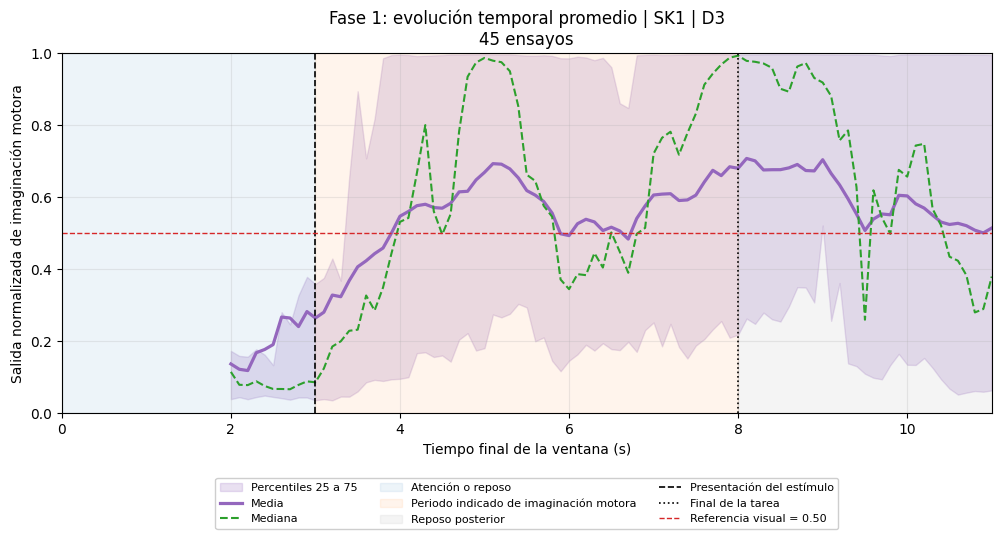 Fase 1: evolución temporal promedio | SK1 | D3
45 ensayos
Salida normalizada de imaginación motora
1.0
0.8
0.6
0.4
0.2
0.0
0
2
4
6
8
10
Tiempo final de la ventana (s)
Percentiles 25 a 75
Media
Mediana
Atención o reposo
Periodo indicado de imaginación motora
Reposo posterior
Presentación del estímulo
Final de la tarea
Referencia visual = 0.50